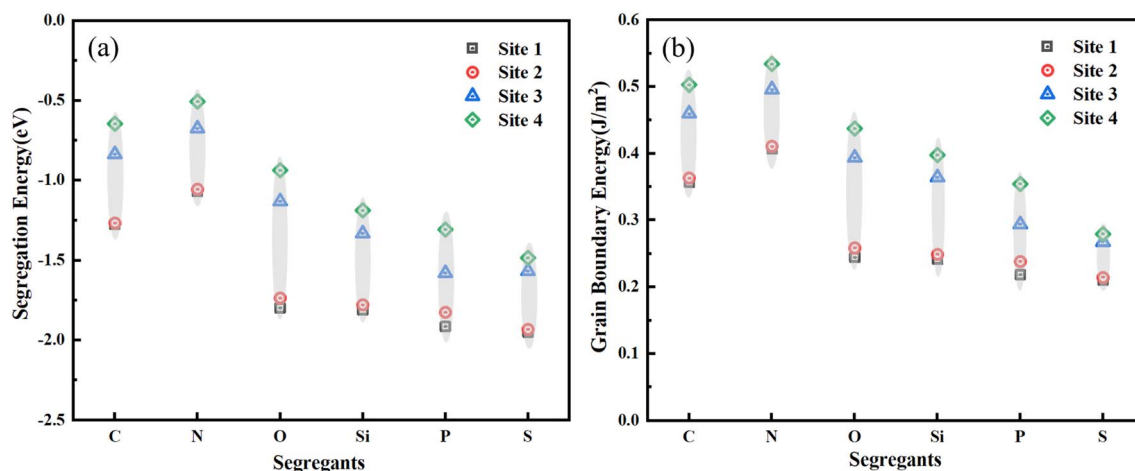 (a)
Site 1
Site 2
Site 3
Site 4
Segregation Energy(eV)
0.0
-0.5
-1.0
-1.5
-2.0
-2.5
C N O Si P S
Segregants
(b)
Site 1
Site 2
Site 3
Site 4
Grain Boundary Energy(J/m²)
0.6
0.5
0.4
0.3
0.2
0.1
0.0
C N O Si P S
Segregants